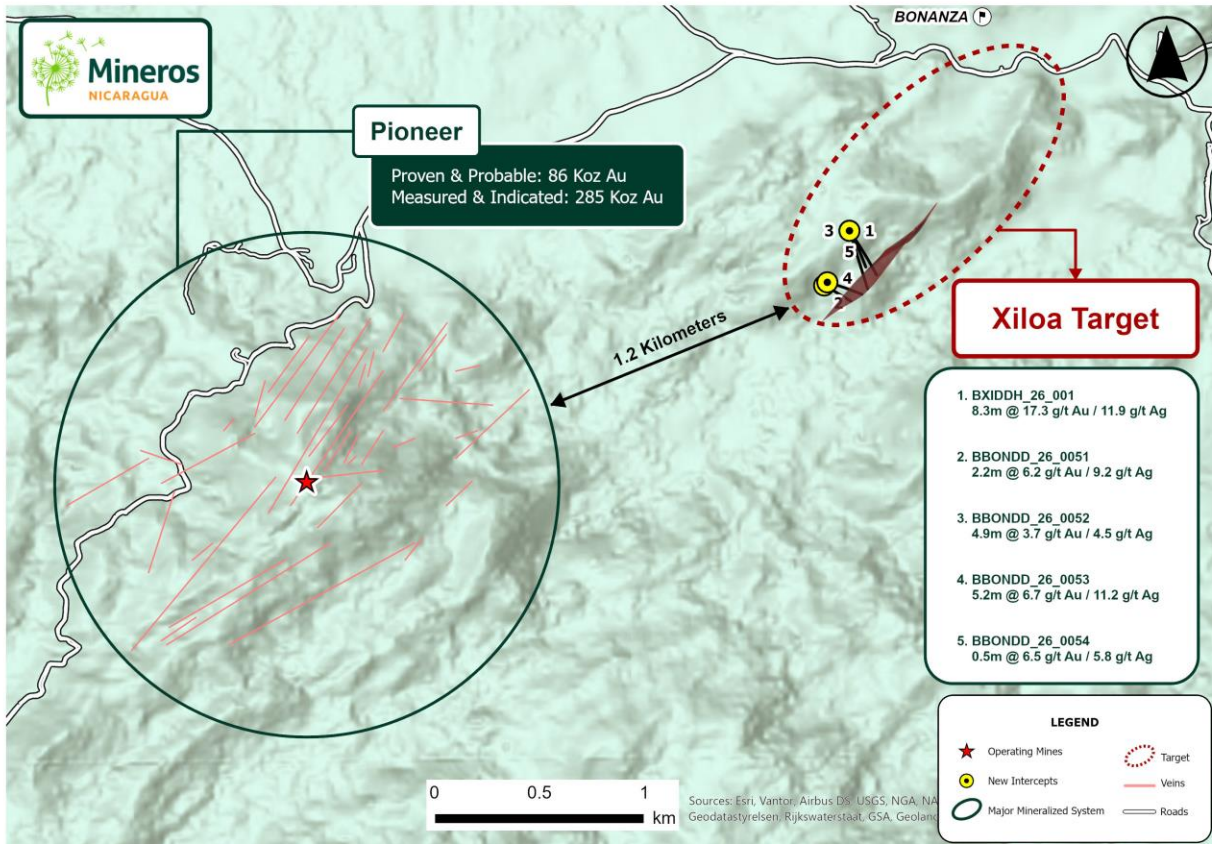 BONANZA
Mineros
NICARAGUA
Pioneer
Proven & Probable: 86 Koz Au
Measured & Indicated: 285 Koz Au
3 1
5
4
2
1.2 Kilometers
Xiloa Target
1. BXIDDH_26_001
8.3m @ 17.3 g/t Au / 11.9 g/t Ag
2. BBONDD_26_0051
2.2m @ 6.2 g/t Au / 9.2 g/t Ag
3. BBONDD_26_0052
4.9m @ 3.7 g/t Au / 4.5 g/t Ag
4. BBONDD_26_0053
5.2m @ 6.7 g/t Au / 11.2 g/t Ag
5. BBONDD_26_0054
0.5m @ 6.5 g/t Au / 5.8 g/t Ag
LEGEND
Operating Mines
Target
New Intercepts
Veins
Major Mineralized System
Roads
0 0.5 1
km
Sources: Esri, Vantor, Airbus DS, USGS, NGA, NA
Geodatastyrelsen, Rijkswaterstaat, GSA, Geoland